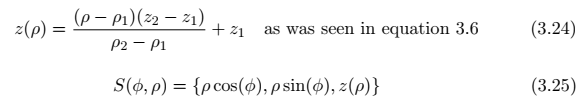 z(ρ) = (ρ − ρ₁)(z₂ − z₁) / (ρ₂ − ρ₁) + z₁ as was seen in equation 3.6 (3.24)
S(ϕ, ρ) = {ρ cos(ϕ), ρ sin(ϕ), z(ρ)} (3.25)